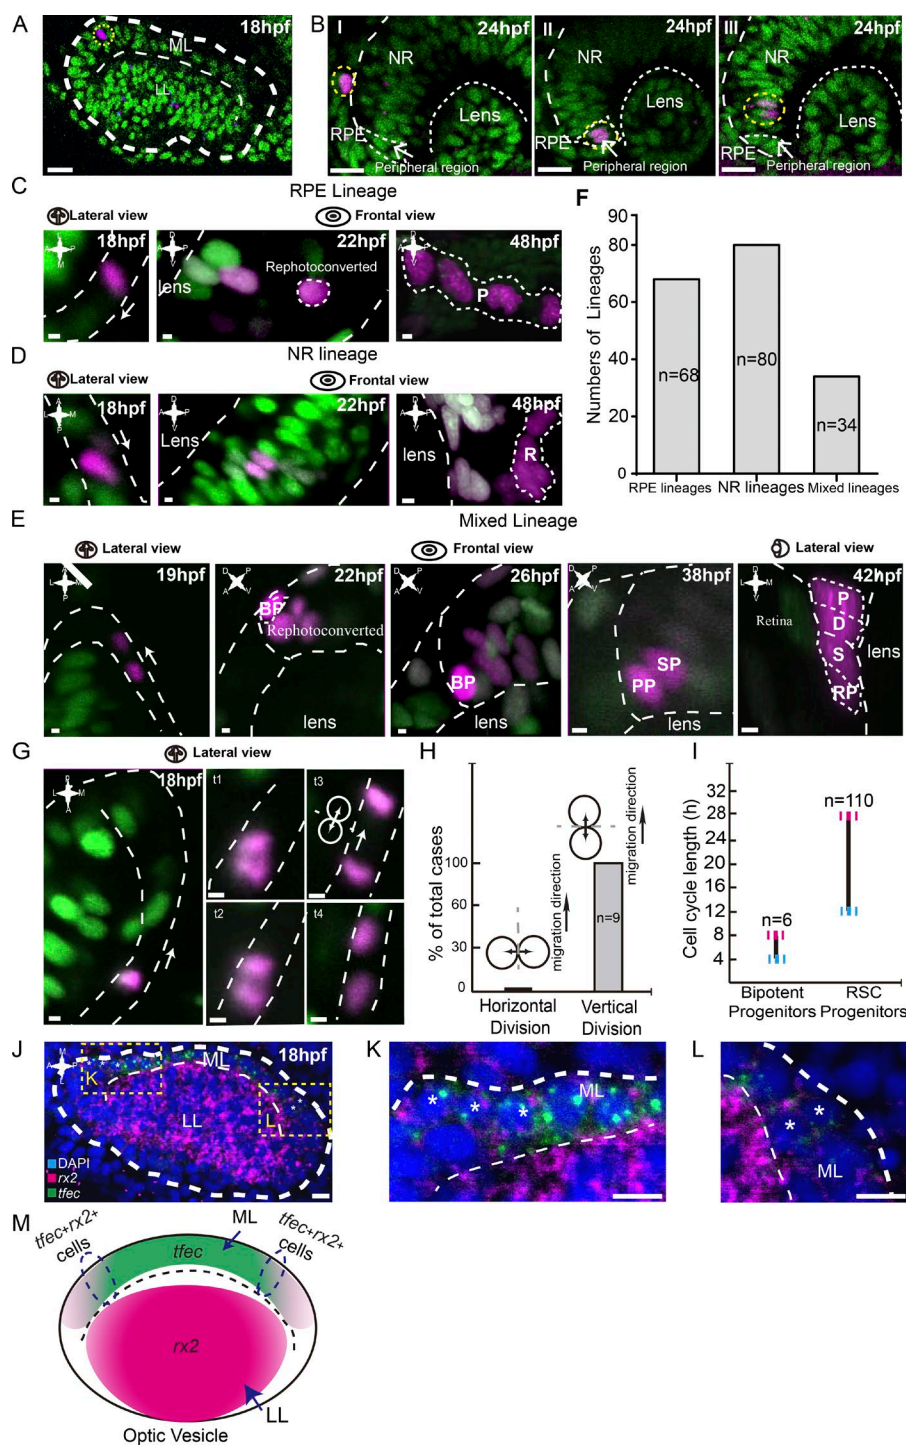 A
18hpf
ML
LL
B
I
24hpf
NR
Lens
RPE
Peripheral region
II
24hpf
NR
Lens
RPE
Peripheral region
III
24hpf
NR
Lens
RPE
Peripheral region
C
RPE Lineage
Lateral view
Frontal view
18hpf
A P
M
lens
D
A P
V
22hpf
lens
Rephotoconverted
D
A P
V
48hpf
P
D
NR lineage
Lateral view
Frontal view
A
L M
P
18hpf
D
A P
V
22hpf
Lens
D
A P
V
48hpf
lens
R
E
Mixed Lineage
Lateral view
Frontal view
Lateral view
L M
P
19hpf
D P
A V
22hpf
BP
Rephotoconverted
lens
D P
A V
26hpf
BP
lens
D P
A V
38hpf
SP
PP
lens
D
L M
V
42hpf
Retina
P
D
S
RP
lens
F
Numbers of Lineages
90
80
60
40
20
0
n=68
n=80
n=34
RPE lineages
NR lineages
Mixed lineages
G
Lateral view
L M
A
18hpf
t1
t2
t3
t4
H
% of total cases
100
60
30
0
migration direction
migration direction
n=9
Horizontal Division
Vertical Division
I
Cell cycle length (h)
32
28
24
20
16
12
8
4
n=6
n=110
Bipotent Progenitors
RSC Progenitors
J
M
A P
L
18hpf
ML
K
L
LL
DAPI
rx2
tfec
K
ML
* * *
L
* *
ML
M
tfec+rx2+ cells
ML
tfec+rx2+ cells
tfec
rx2
LL
Optic Vesicle